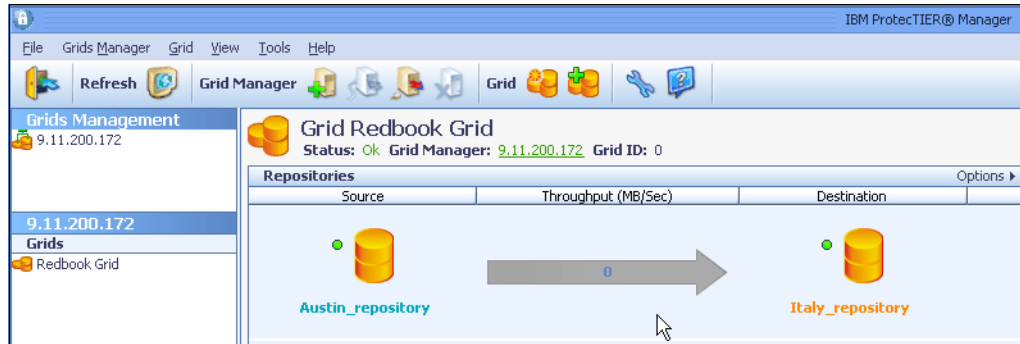 IBM ProtecTIER® Manager
File Grids Manager Grid View Tools Help
Refresh Grid Manager Grid
Grids Management
9.11.200.172
Grid Redbook Grid
Status: Ok Grid Manager: 9.11.200.172 Grid ID: 0
Repositories Options
Source Throughput (MB/Sec) Destination
9.11.200.172
Grids
Redbook Grid
0
Austin_repository Italy_repository